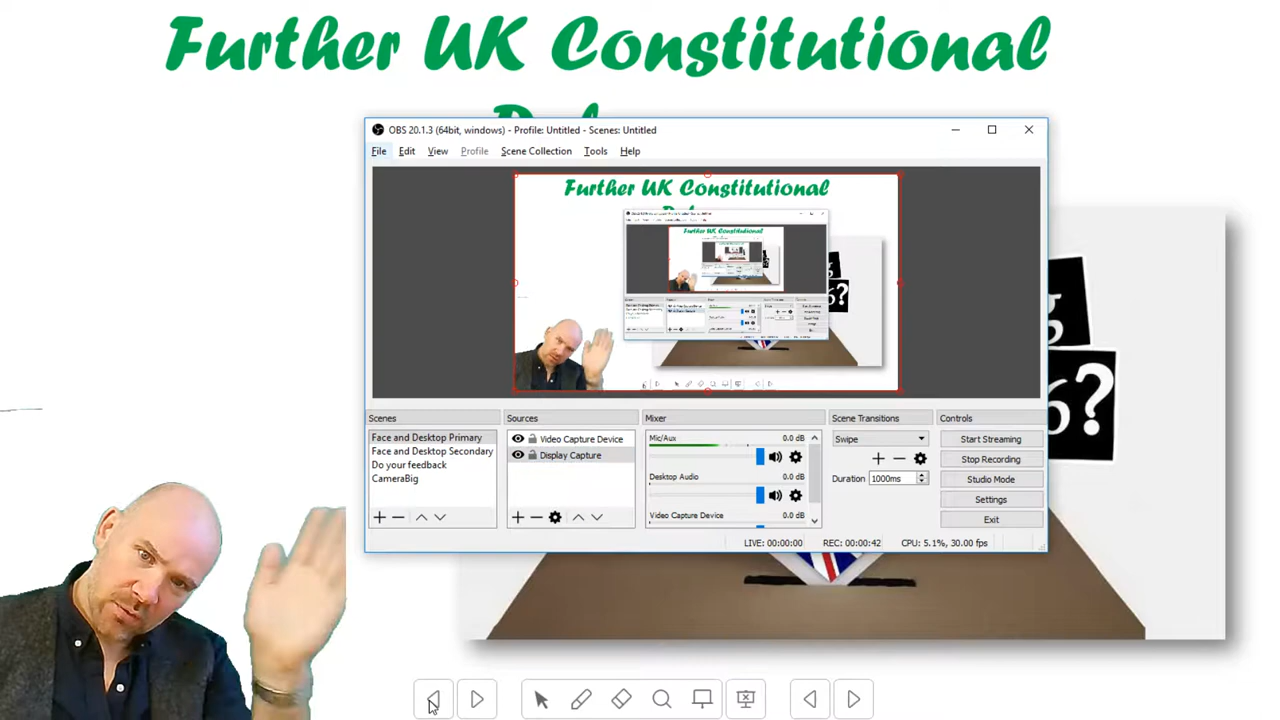 Further UK Constitutional
OBS 20.1.3 (64bit, windows) - Profile: Untitled - Scenes: Untitled
File Edit View Profile Scene Collection Tools Help
Further UK Constitutional
Further UK Constitutional
Scenes
Face and Desktop Primary
Face and Desktop Secondary
Do your feedback
CameraBig
Sources
Video Capture Device
Display Capture
Mixer
Mic/Aux 0.0 dB
Desktop Audio 0.0 dB
Video Capture Device 0.0 dB
Scene Transitions
Swipe
Duration 1000ms
Controls
Start Streaming
Stop Recording
Studio Mode
Settings
Exit
LIVE: 00:00:00 REC: 00:00:42 CPU: 5.1%, 30.00 fps
g
6?